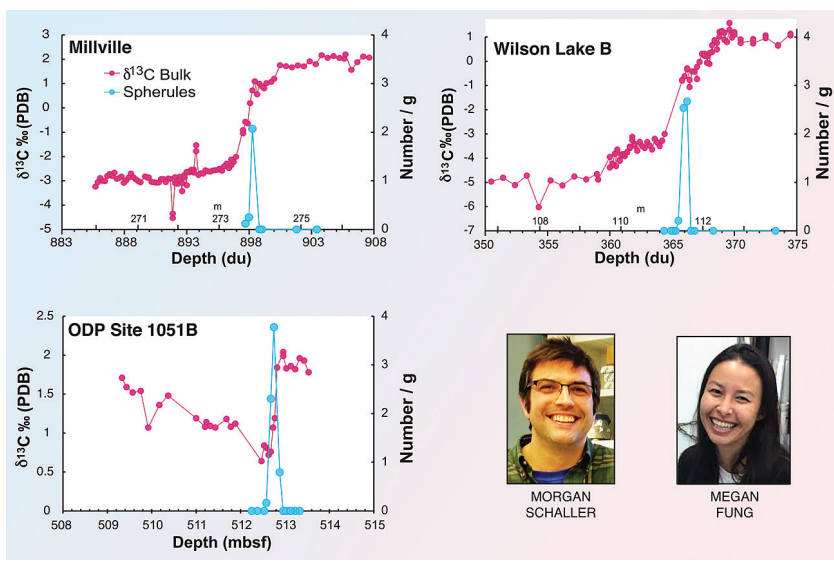 Millville
δ¹³C Bulk
Spherules
δ¹³C ‰ (PDB)
3
2
1
0
-1
-2
-3
-4
-5
4
3
2
1
0
Number / g
m
271 273 275
883 888 893 898 903 908
Depth (du)
Wilson Lake B
δ¹³C ‰ (PDB)
1
0
-1
-2
-3
-4
-5
-6
-7
4
3
2
1
0
Number / g
m
108 110 112
350 355 360 365 370 375
Depth (du)
ODP Site 1051B
δ¹³C ‰ (PDB)
2.5
2
1.5
1
0.5
0
4
3
2
1
0
Number / g
508 509 510 511 512 513 514 515
Depth (mbsf)
MORGAN
SCHALLER
MEGAN
FUNG